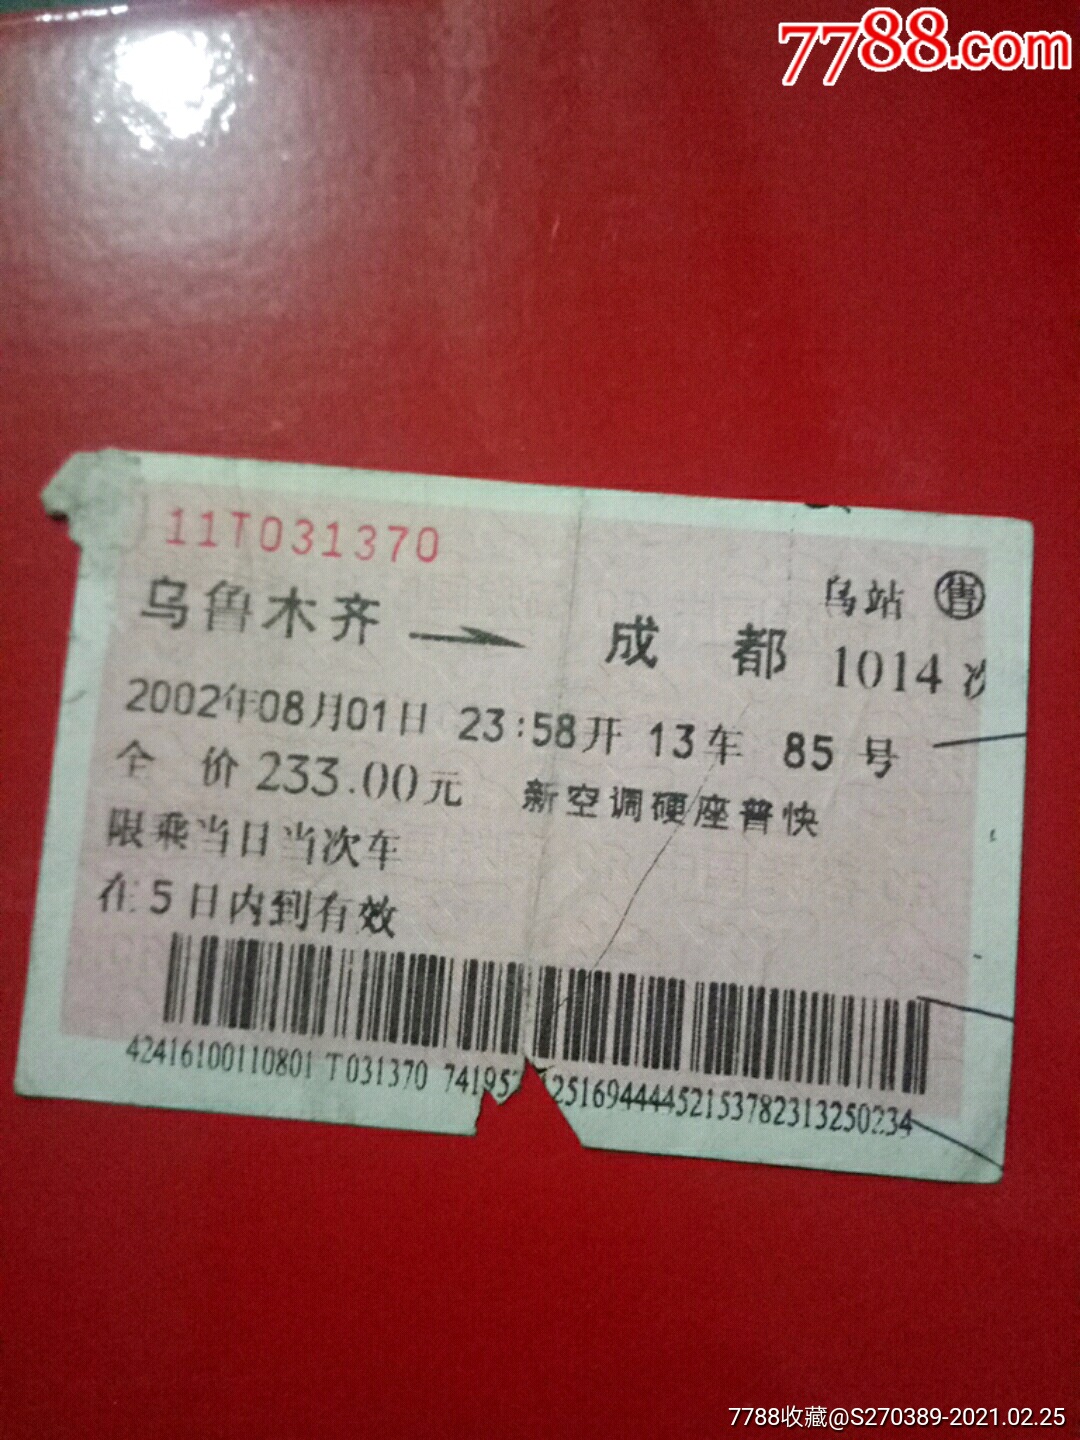 7788.com
11T031370
乌站 售
乌鲁木齐 → 成都 1014 次
2002年08月01日 23:58开 13车 85号
全 价 233.00元 新空调硬座普快
限乘当日当次车
在 5 日内到有效
42416100110801 T031370 74195 25169444452153782313250234
7788收藏@S270389-2021.02.25